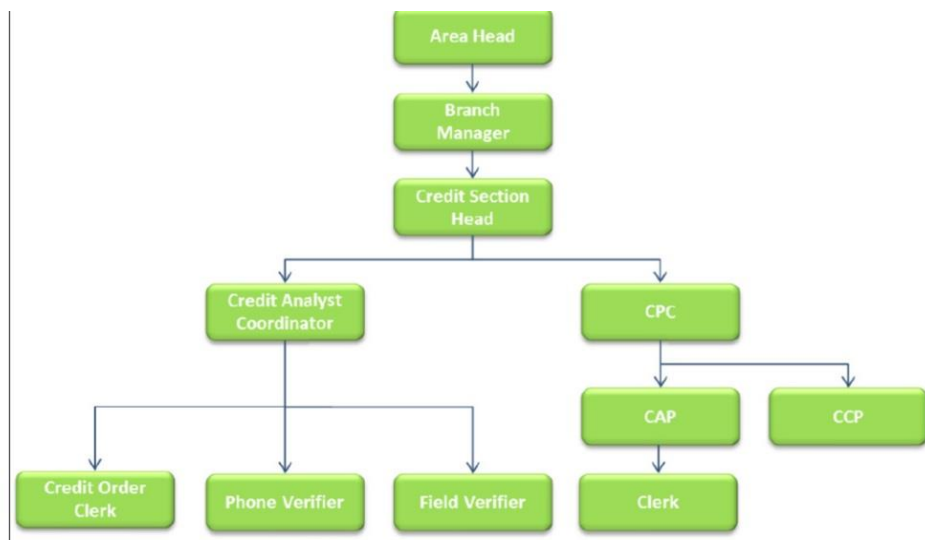 Area Head
Branch
Manager
Credit Section
Head
Credit Analyst
Coordinator
CPC
CAP
CCP
Credit Order
Clerk
Phone Verifier
Field Verifier
Clerk